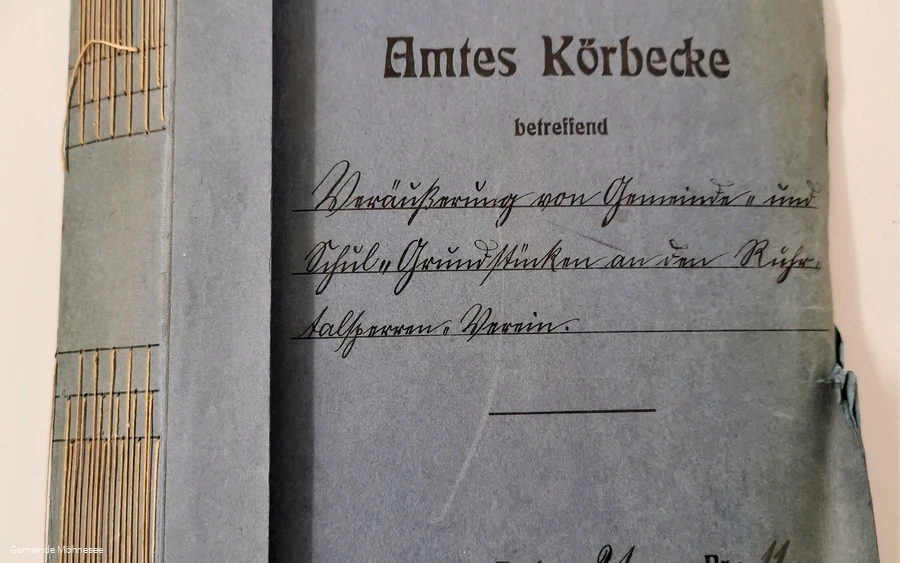 Amtes Körbecke
betreffend
Veräußerung von Gemeinde- und
Schul-Grundstücken an den Ruhr-
talsperren-Verein.
Gemeinde Möhnesee